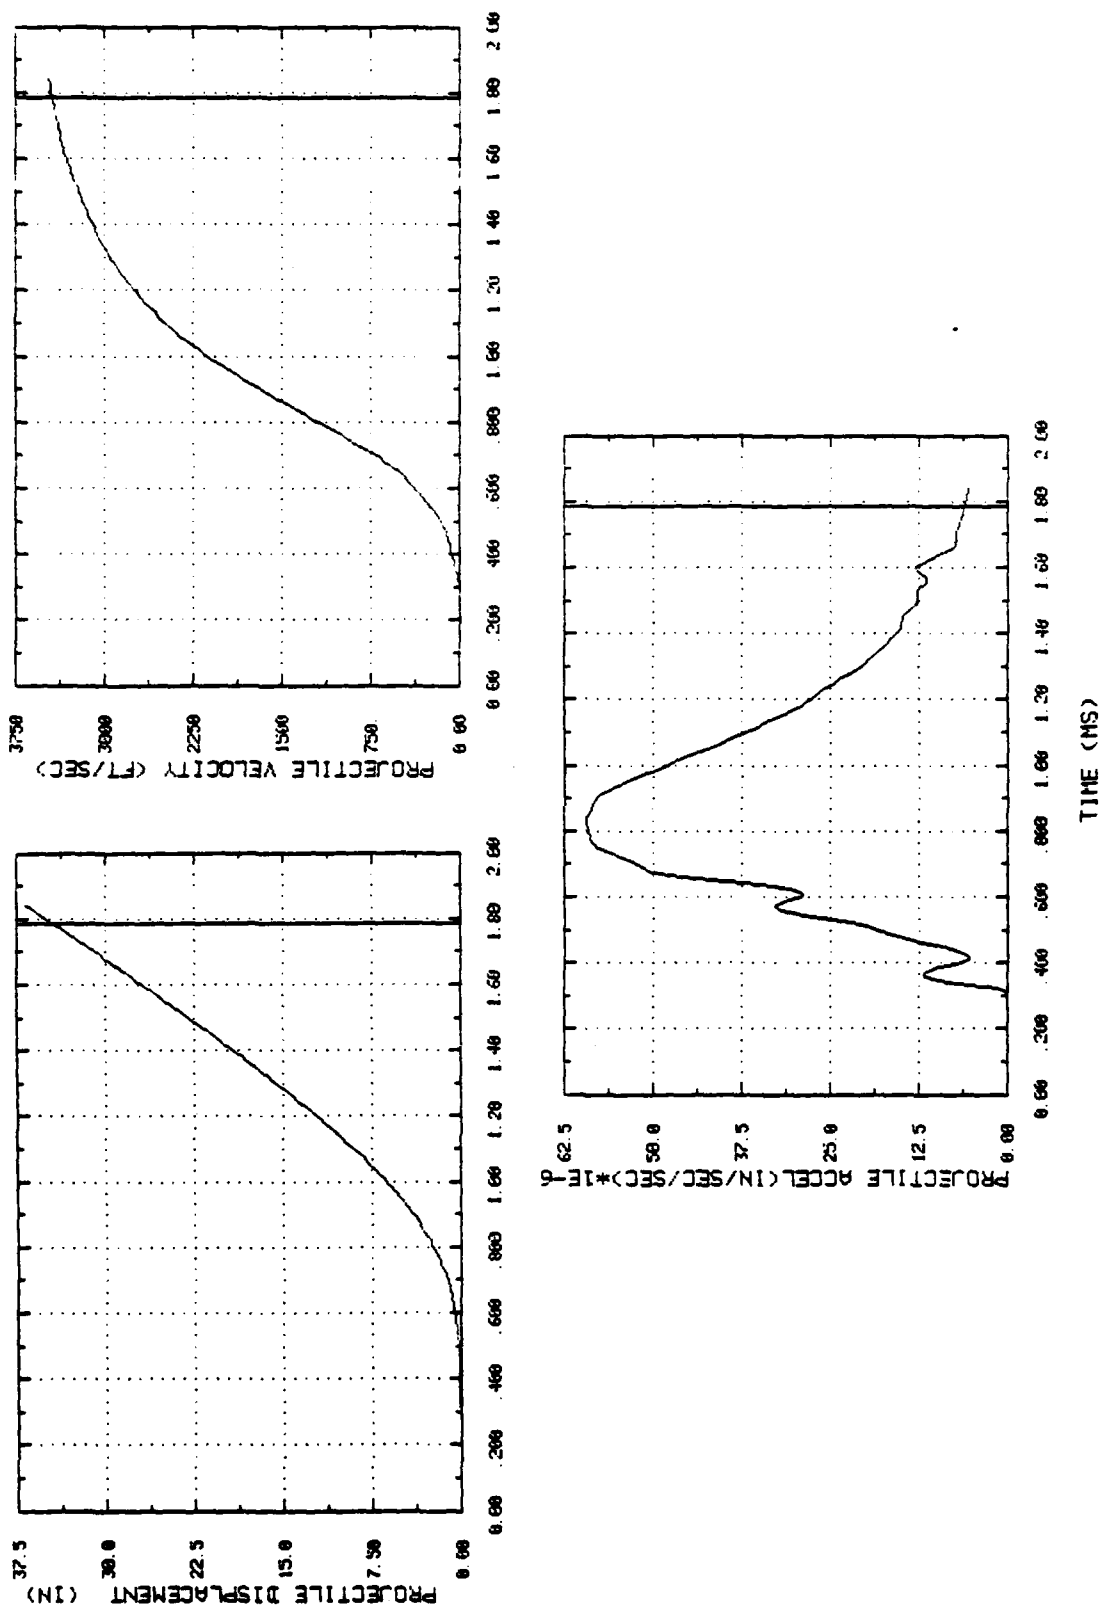 PROJECTILE DISPLACEMENT (IN)
37.5
30.0
22.5
15.0
7.50
0.00
0.00 .200 .400 .600 .800 1.00 1.20 1.40 1.60 1.80 2.00
PROJECTILE VELOCITY (FT/SEC)
3750
3000
2250
1500
750.
0.00
0.00 .200 .400 .600 .800 1.00 1.20 1.40 1.60 1.80 2.00
PROJECTILE ACCEL(IN/SEC/SEC)*1E-6
62.5
50.0
37.5
25.0
12.5
0.00
0.00 .200 .400 .600 .800 1.00 1.20 1.40 1.60 1.80 2.00
TIME (MS)